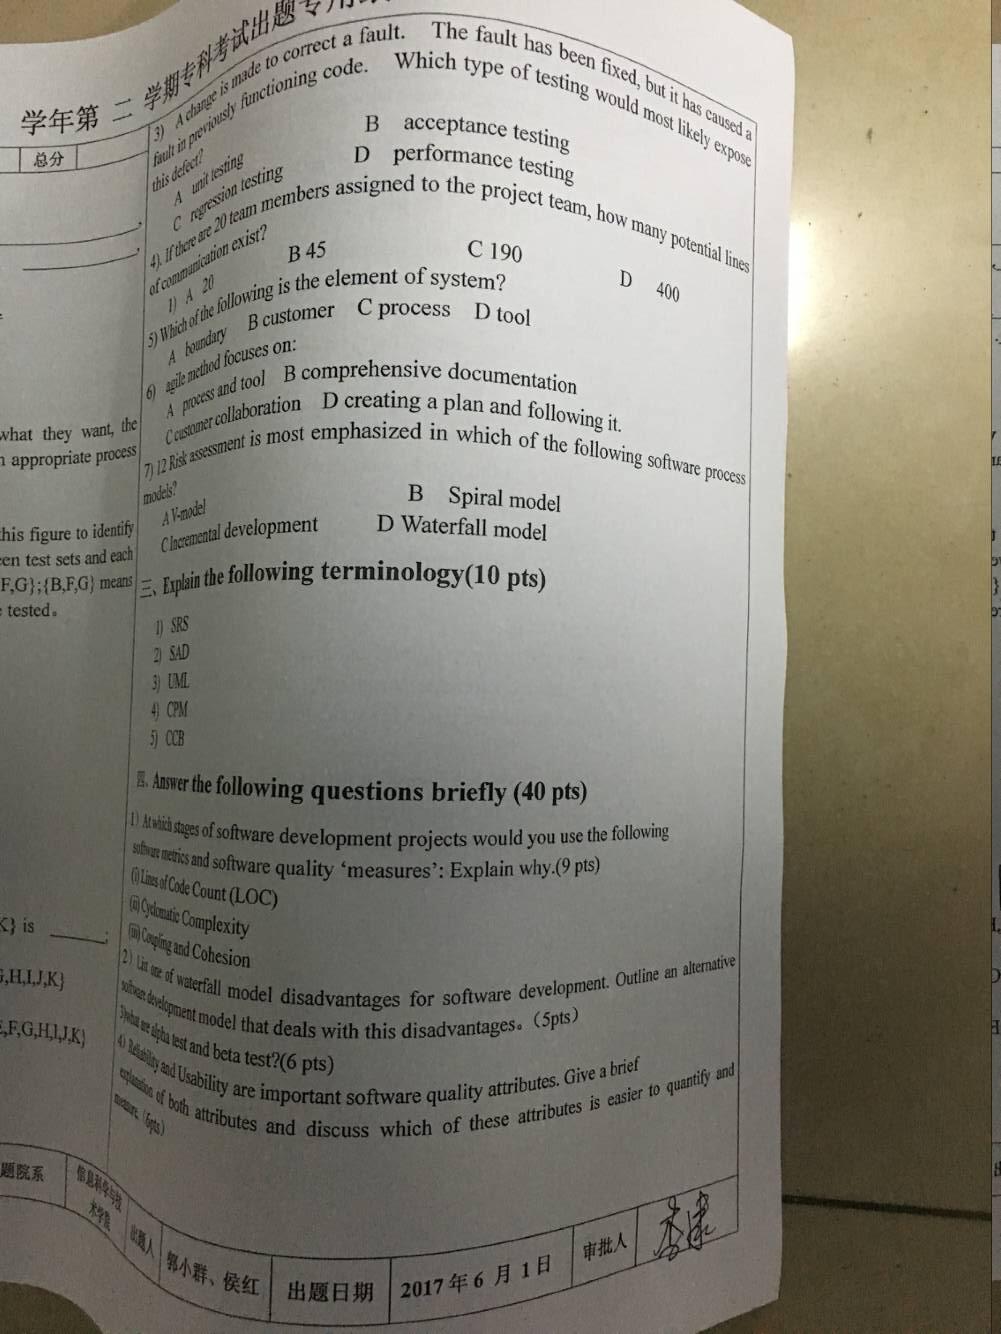 学年第 二 学期专科考试出题专用
总分
what they want, the
appropriate process
this figure to identify
test sets and each
F,G};{B,F,G} means
tested。
K} is ______;
,H,I,J,K}
,F,G,H,I,J,K}
3) A change is made to correct a fault. The fault has been fixed, but it has caused a
fault in previously functioning code. Which type of testing would most likely expose
this defect?
A unit testing B acceptance testing
C regression testing D performance testing
4). If there are 20 team members assigned to the project team, how many potential lines
of communication exist?
1) A 20 B 45 C 190 D 400
5) Which of the following is the element of system?
A boundary B customer C process D tool
6) agile method focuses on:
A process and tool B comprehensive documentation
C customer collaboration D creating a plan and following it.
7) 12 Risk assessment is most emphasized in which of the following software process
models?
A V-model B Spiral model
C Incremental development D Waterfall model
三、Explain the following terminology(10 pts)
1) SRS
2) SAD
3) UML
4) CPM
5) CCB
四. Answer the following questions briefly (40 pts)
1) At which stages of software development projects would you use the following
software metrics and software quality ‘measures’: Explain why.(9 pts)
(i) Lines of Code Count (LOC)
(ii) Cyclomatic Complexity
(iii) Coupling and Cohesion
2) List one of waterfall model disadvantages for software development. Outline an alternative
software development model that deals with this disadvantages。(5pts)
3)what are alpha test and beta test?(6 pts)
4) Reliability and Usability are important software quality attributes. Give a brief
explanation of both attributes and discuss which of these attributes is easier to quantify and
measure. (6pts)
题院系 信息科学与技术学院 出题人 郭小群、侯红 出题日期 2017 年 6 月 1 日 审批人